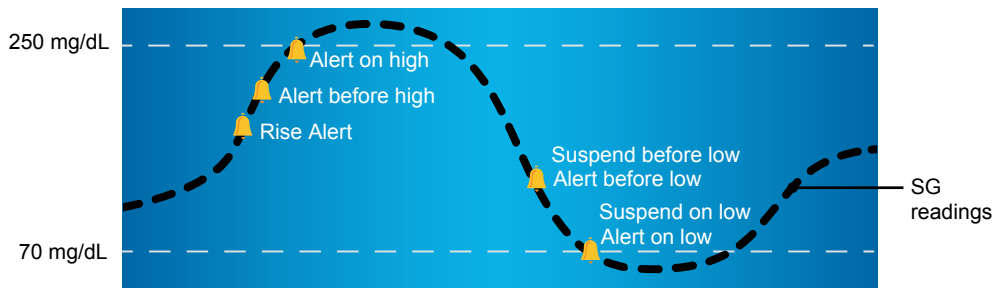 250 mg/dL
Alert on high
Alert before high
Rise Alert
Suspend before low
Alert before low
SG
readings
Suspend on low
Alert on low
70 mg/dL